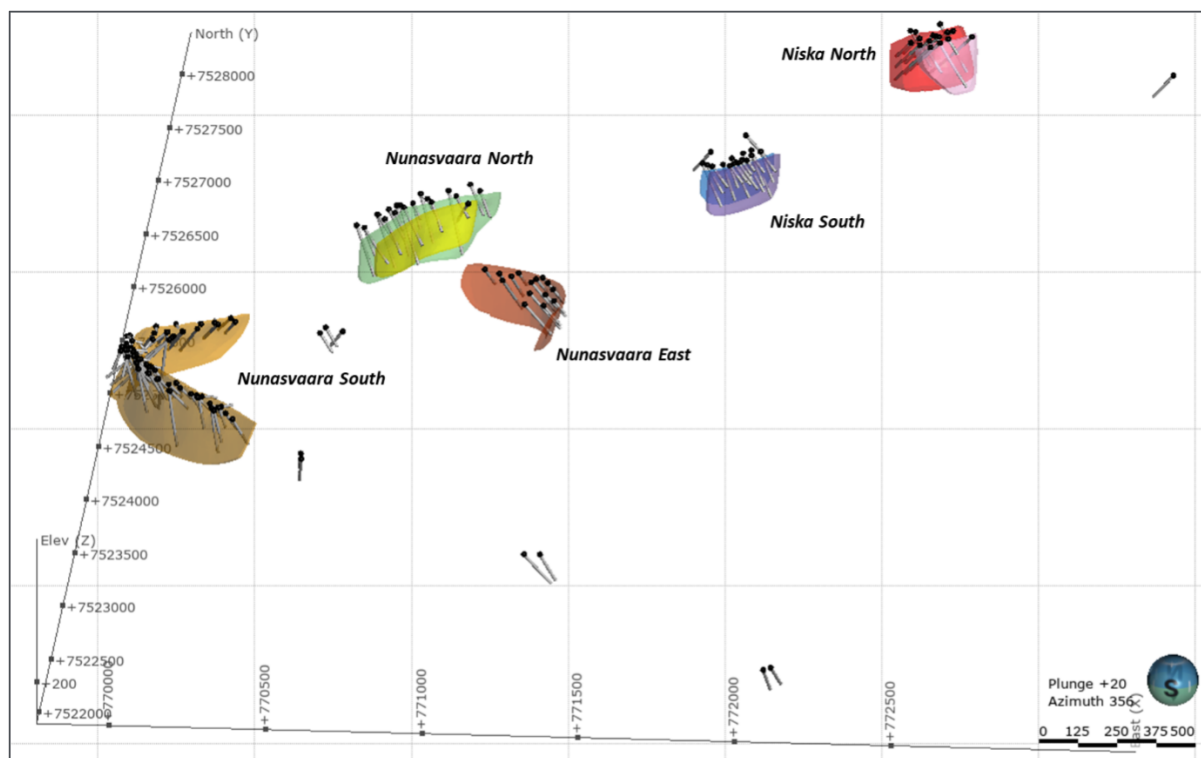 North (Y)
+7528000
Niska North
+7527500
Nunasvaara North
+7527000
Niska South
+7526500
+7526000
Nunasvaara East
Nunasvaara South
+7524500
+7524000
Elev (Z)
+7523500
+7523000
+7522500
+200
+7522000
+770000
+770500
+771000
+771500
+772000
+772500
S
Plunge +20
Azimuth 356
0 125 250 375 500
East (X)